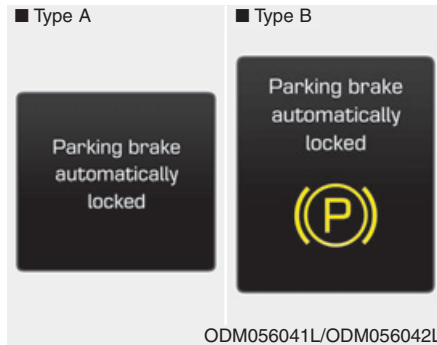 ■ Type A
Parking brake
automatically
locked
■ Type B
Parking brake
automatically
locked
P
ODM056041L/ODM056042L